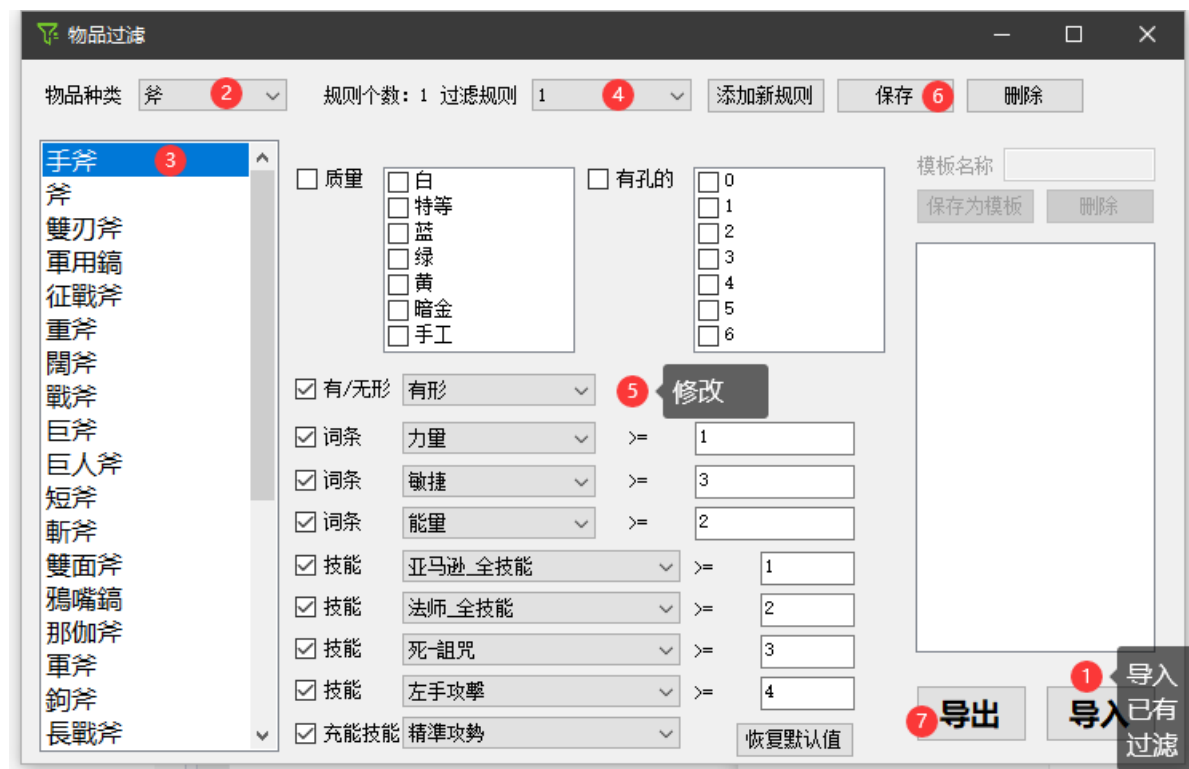 物品过滤
物品种类 斧 2 规则个数: 1 过滤规则 1 4 添加新规则 保存 6 删除
手斧 3
斧
雙刃斧
軍用鎬
征戰斧
重斧
闊斧
戰斧
巨斧
巨人斧
短斧
斬斧
雙面斧
鴉嘴鎬
那伽斧
軍斧
鉤斧
長戰斧
质量
白
特等
蓝
绿
黄
暗金
手工
有孔的
0
1
2
3
4
5
6
有/无形 有形 5 修改
词条 力量 >= 1
词条 敏捷 >= 3
词条 能量 >= 2
技能 亚马逊_全技能 >= 1
技能 法师_全技能 >= 2
技能 死-詛咒 >= 3
技能 左手攻擊 >= 4
充能技能 精準攻勢
恢复默认值
模板名称
保存为模板 删除
7 导出 导入
1 导入
已有
过滤